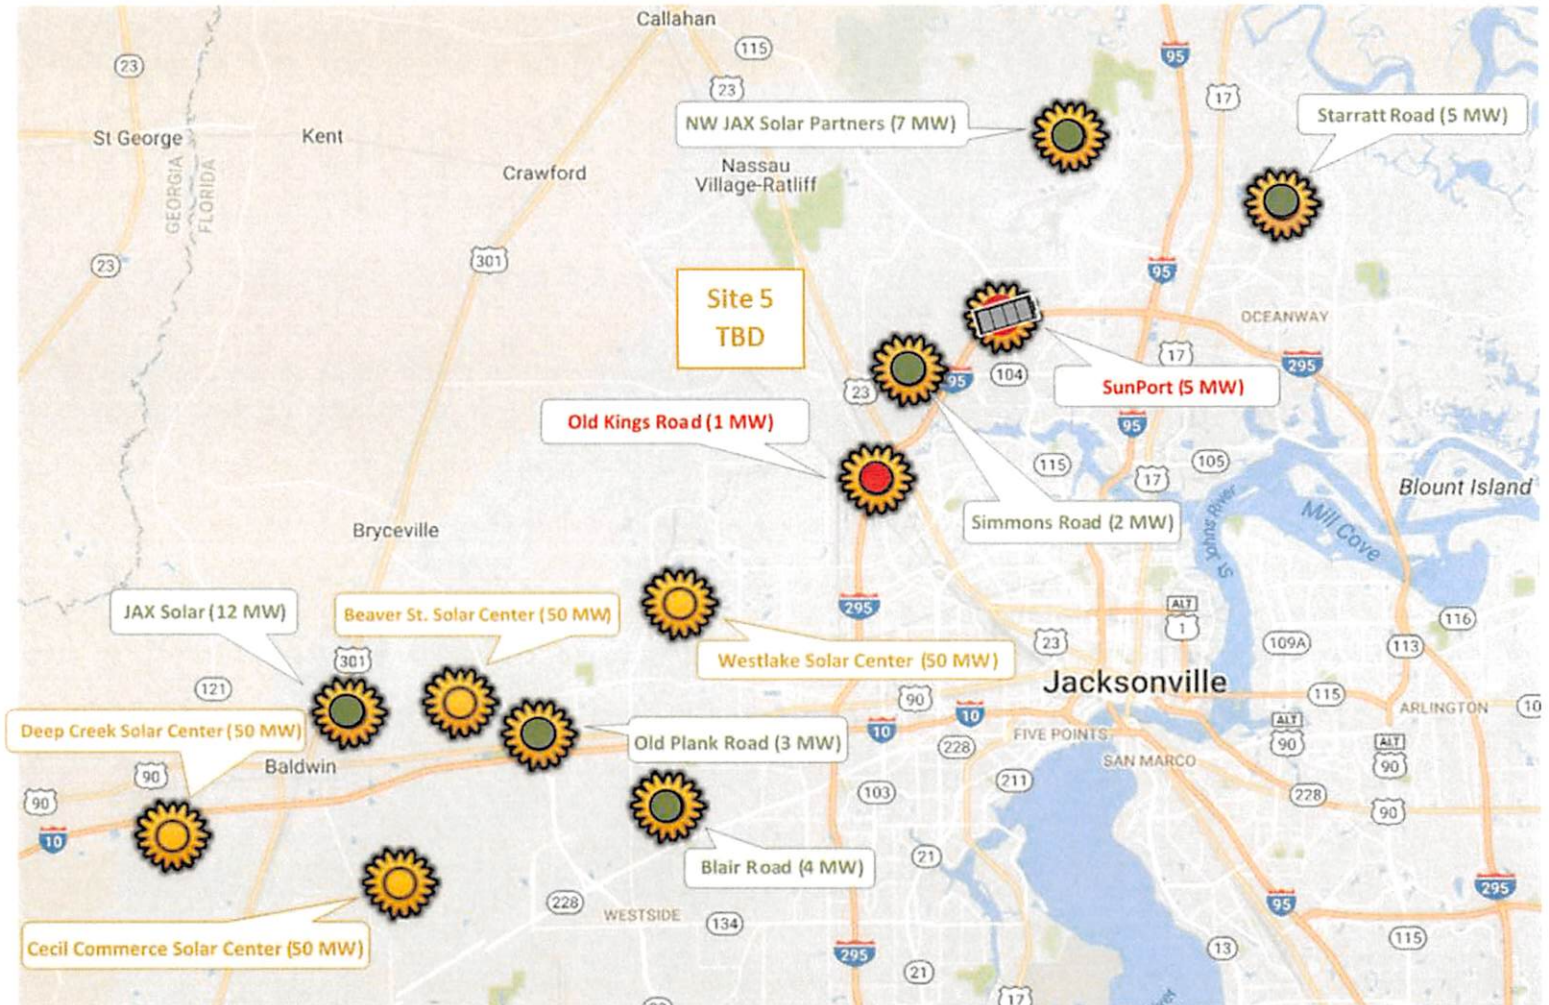 Callahan
115
95
23
23
17
NW JAX Solar Partners (7 MW)
Starratt Road (5 MW)
St George
Kent
Crawford
Nassau
Village-Ratliff
GEORGIA
FLORIDA
301
23
95
Site 5
TBD
OCEANWAY
17
295
104
95
23
SunPort (5 MW)
Old Kings Road (1 MW)
95
115
105
17
Blount Island
Simmons Road (2 MW)
St Johns River
Mill Cove
Bryceville
JAX Solar (12 MW)
Beaver St. Solar Center (50 MW)
295
ALT
1
116
23
109A
113
301
Westlake Solar Center (50 MW)
121
Jacksonville
90
115
10
ARLINGTON
Deep Creek Solar Center (50 MW)
10
10
FIVE POINTS
ALT
90
Old Plank Road (3 MW)
228
ALT
90
Baldwin
SAN MARCO
90
211
103
228
90
90
10
Blair Road (4 MW)
21
295
228
95
WESTSIDE
134
Cecil Commerce Solar Center (50 MW)
295
13
115
21
17